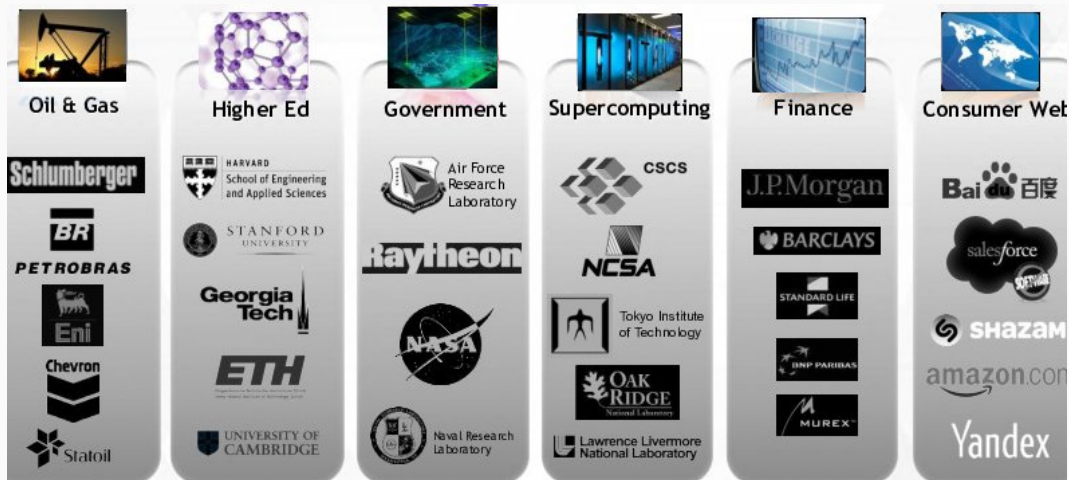 Oil & Gas
Schlumberger
BR
PETROBRAS
Eni
Chevron
Statoil
Higher Ed
HARVARD
School of Engineering
and Applied Sciences
STANFORD
UNIVERSITY
Georgia
Tech
ETH
UNIVERSITY OF
CAMBRIDGE
Government
Air Force
Research
Laboratory
Raytheon
NASA
Naval Research
Laboratory
Supercomputing
CSCS
NCSA
Tokyo Institute
of Technology
OAK
RIDGE
National Laboratory
Lawrence Livermore
National Laboratory
Finance
J.P.Morgan
BARCLAYS
STANDARD LIFE
BNP PARIBAS
MUREX
Consumer Web
Bai du 百度
salesforce
SOFTWARE
SHAZAM
amazon.com
Yandex